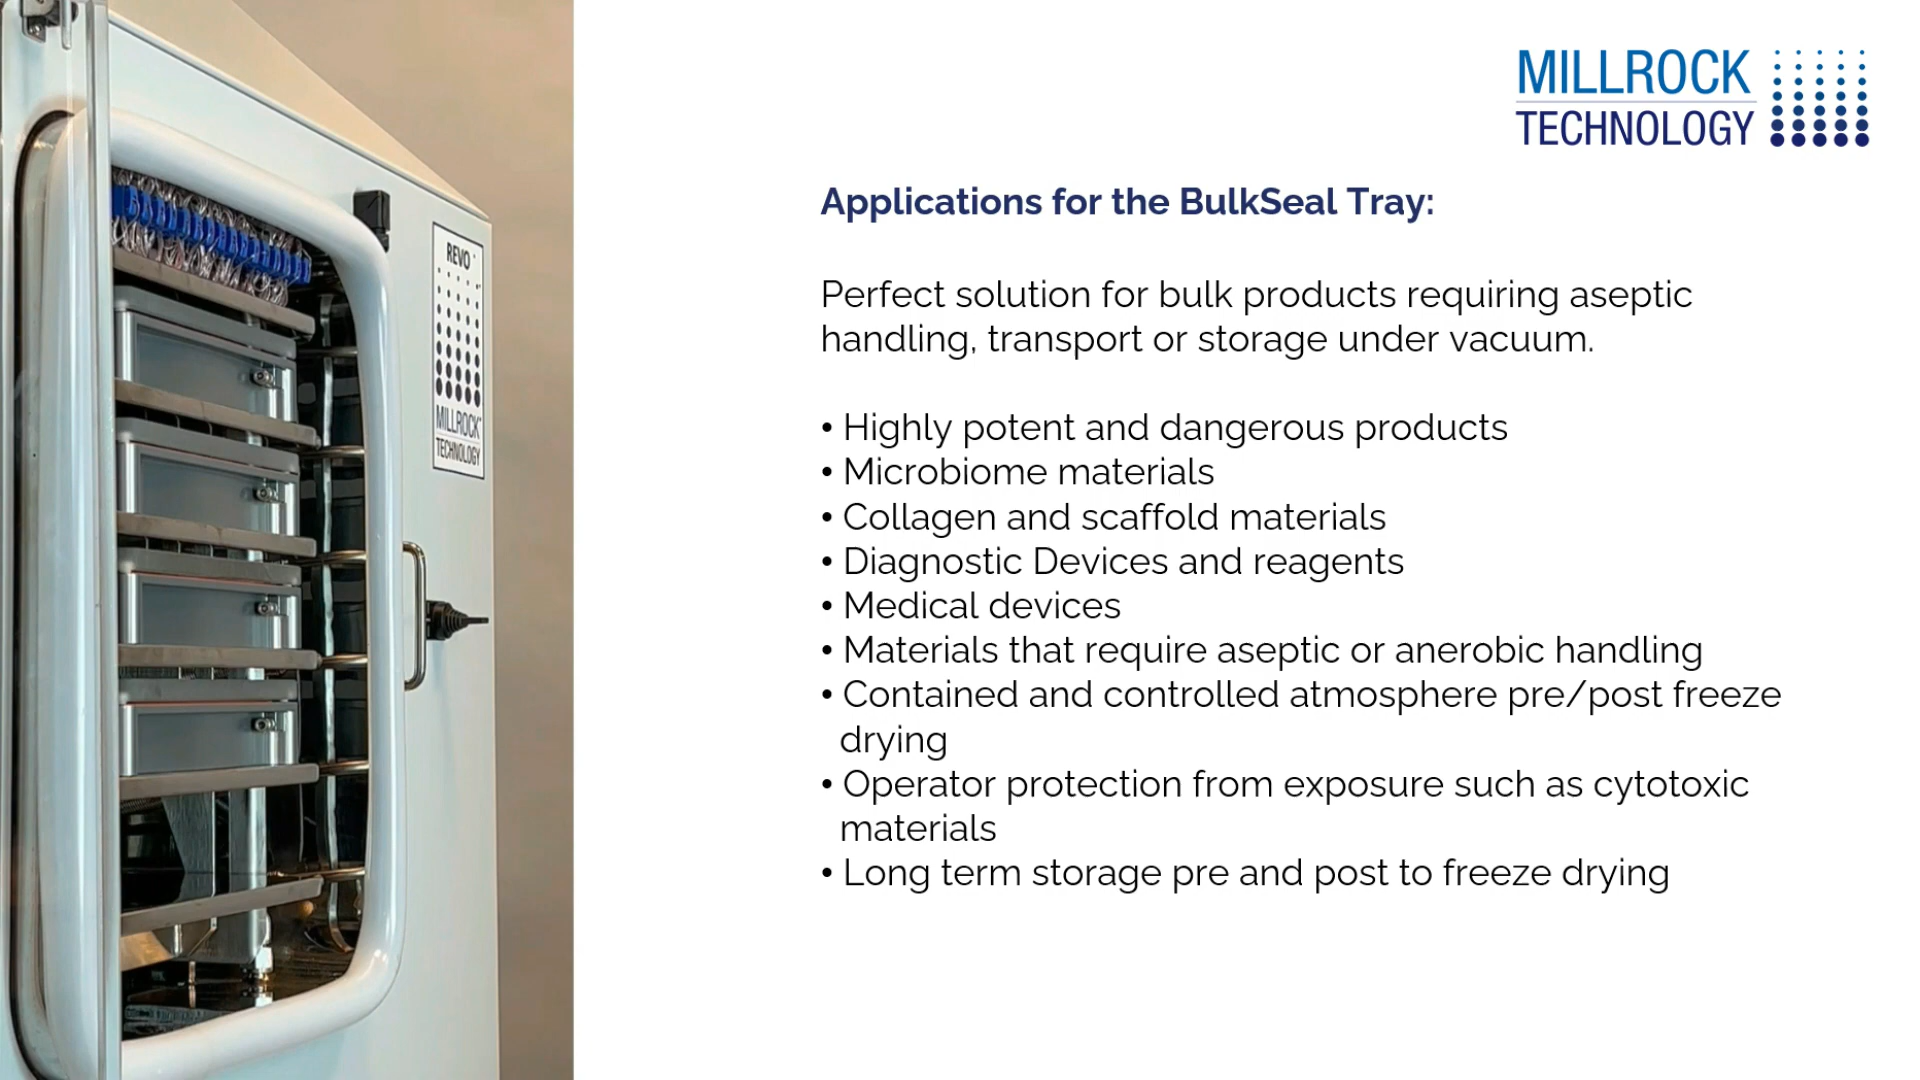 MILLROCK
TECHNOLOGY
Applications for the BulkSeal Tray:
Perfect solution for bulk products requiring aseptic
handling, transport or storage under vacuum.
• Highly potent and dangerous products
• Microbiome materials
• Collagen and scaffold materials
• Diagnostic Devices and reagents
• Medical devices
• Materials that require aseptic or anerobic handling
• Contained and controlled atmosphere pre/post freeze
drying
• Operator protection from exposure such as cytotoxic
materials
• Long term storage pre and post to freeze drying
REVO
MILLROCK
TECHNOLOGY